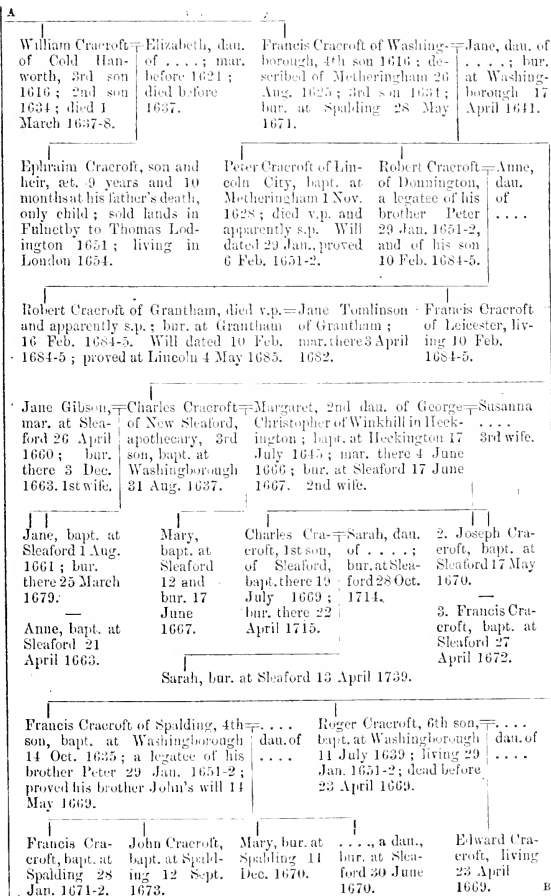 A
William Cracroft
of Cold Han-
worth, 3rd son
1616; 2nd son
1634; died 1
March 1637-8.
Elizabeth, dau.
of ....; mar.
before 1621;
died before
1637.
Francis Cracroft of Washing-
borough, 4th son 1616; de-
scribed of Metheringham 26
Aug. 1625; 3rd son 1634;
bur. at Spalding 28 May
1671.
Jane, dau. of
....; bur.
at Washing-
borough 17
April 1641.
Ephraim Cracroft, son and
heir, æt. 9 years and 10
months at his father's death,
only child; sold lands in
Fulnetby to Thomas Lod-
ington 1651; living in
London 1654.
Peter Cracroft of Lin-
coln City, bapt. at
Metheringham 1 Nov.
1628; died v.p. and
apparently s.p. Will
dated 29 Jan., proved
6 Feb. 1651-2.
Robert Cracroft
of Donnington,
a legatee of his
brother Peter
29 Jan. 1651-2,
and of his son
10 Feb. 1684-5.
Anne,
dau.
of
....
Robert Cracroft of Grantham, died v.p.
and apparently s.p.; bur. at Grantham
16 Feb. 1684-5. Will dated 10 Feb.
1684-5; proved at Lincoln 4 May 1685.
Jane Tomlinson
of Grantham;
mar. there 3 April
1682.
Francis Cracroft
of Leicester, liv-
ing 10 Feb.
1684-5.
Jane Gibson,
mar. at Slea-
ford 26 April
1660; bur.
there 3 Dec.
1663. 1st wife.
Charles Cracroft
of New Sleaford,
apothecary, 3rd
son, bapt. at
Washingborough
31 Aug. 1637.
Margaret, 2nd dau. of George
Christopher of Winkhill in Heck-
ington; bapt. at Heckington 17
July 1645; mar. there 4 June
1666; bur. at Sleaford 17 June
1667. 2nd wife.
Susanna
....
3rd wife.
Jane, bapt. at
Sleaford 1 Aug.
1661; bur.
there 25 March
1679.
—
Anne, bapt. at
Sleaford 21
April 1663.
Mary,
bapt. at
Sleaford
12 and
bur. 17
June
1667.
Charles Cra-
croft, 1st son,
of Sleaford,
bapt. there 19
July 1669;
bur. there 22
April 1715.
Sarah, dau.
of ....;
bur. at Slea-
ford 28 Oct.
1714.
2. Joseph Cra-
croft, bapt. at
Sleaford 17 May
1670.
—
3. Francis Cra-
croft, bapt. at
Sleaford 27
April 1672.
Sarah, bur. at Sleaford 13 April 1739.
Francis Cracroft of Spalding, 4th
son, bapt. at Washingborough
14 Oct. 1635; a legatee of his
brother Peter 29 Jan. 1651-2;
proved his brother John's will 14
May 1669.
....
dau. of
....
Roger Cracroft, 6th son,
bapt. at Washingborough
11 July 1639; living 29
Jan. 1651-2; dead before
23 April 1669.
....
dau. of
....
Francis Cra-
croft, bapt. at
Spalding 28
Jan. 1671-2.
John Cracroft,
bapt. at Spald-
ing 12 Sept.
1673.
Mary, bur. at
Spalding 11
Dec. 1670.
...., a dau.,
bur. at Slea-
ford 30 June
1670.
Edward Cra-
croft, living
23 April
1669.
B